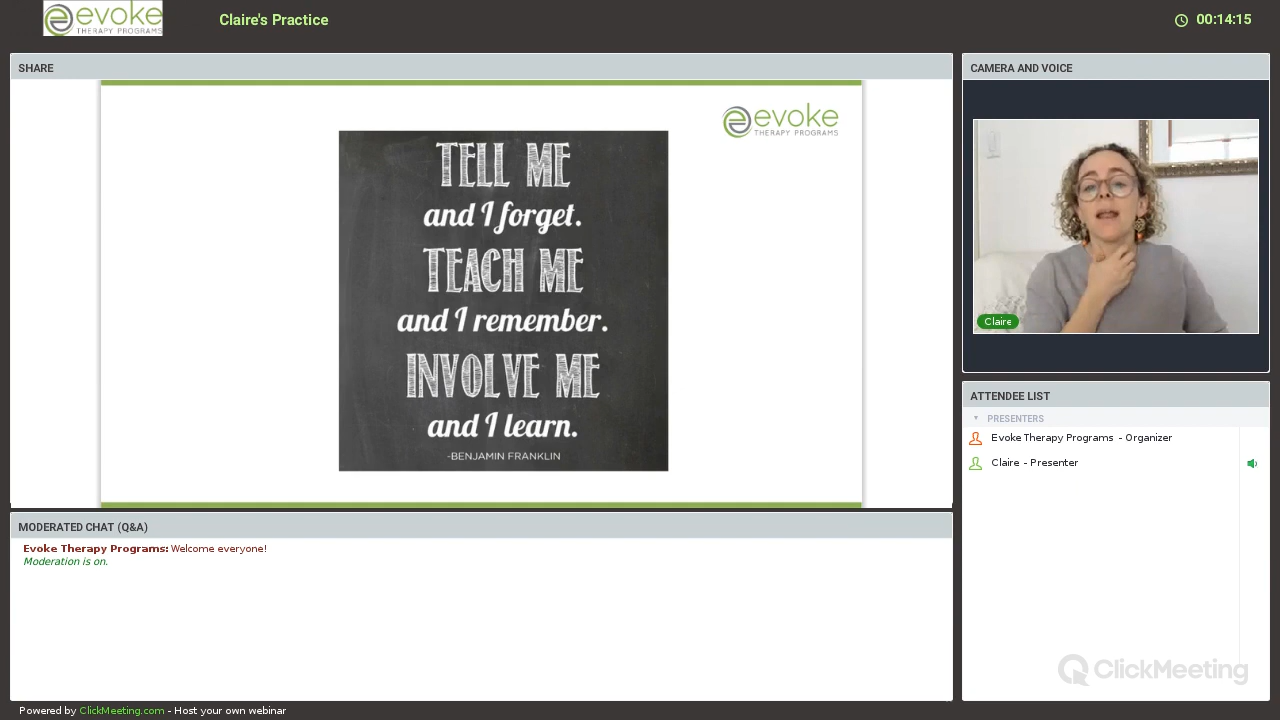 evoke
THERAPY PROGRAMS
Claire's Practice
00:14:15
SHARE
evoke
THERAPY PROGRAMS
TELL ME
and I forget.
TEACH ME
and I remember.
INVOLVE ME
and I learn.
-BENJAMIN FRANKLIN
CAMERA AND VOICE
Claire
ATTENDEE LIST
PRESENTERS
Evoke Therapy Programs - Organizer
Claire - Presenter
MODERATED CHAT (Q&A)
Evoke Therapy Programs: Welcome everyone!
Moderation is on.
ClickMeeting
Powered by ClickMeeting.com - Host your own webinar